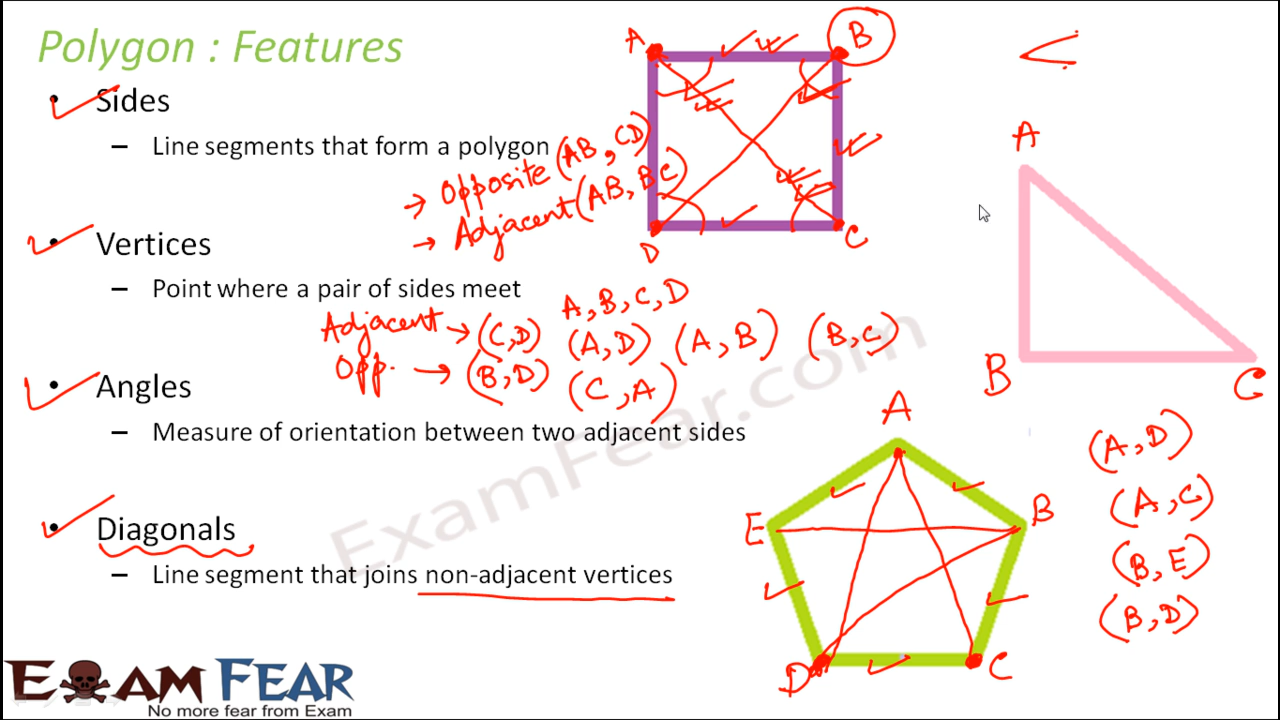 Polygon : Features
• Sides
– Line segments that form a polygon
→ Opposite (AB, CD)
→ Adjacent (AB, BC)
• Vertices
– Point where a pair of sides meet
A, B, C, D
Adjacent → (C, D) (A, D) (A, B) (B, C)
Opp. → (B, D) (C, A)
• Angles
– Measure of orientation between two adjacent sides
• Diagonals
– Line segment that joins non-adjacent vertices
A
B
D
C
A
B
C
A
E
B
D
C
(A, D)
(A, C)
(B, E)
(B, D)
ExamFear.com
EXAM FEAR
No more fear from Exam